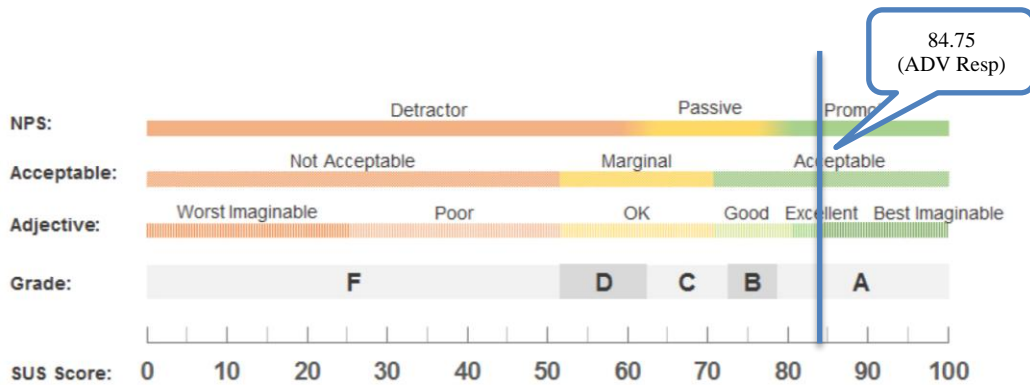 84.75
(ADV Resp)
NPS: Detractor Passive
Acceptable: Not Acceptable Marginal Acceptable
Adjective: Worst Imaginable Poor OK Good Excellent Best Imaginable
Grade: F D C B A
SUS Score: 0 10 20 30 40 50 60 70 80 90 100